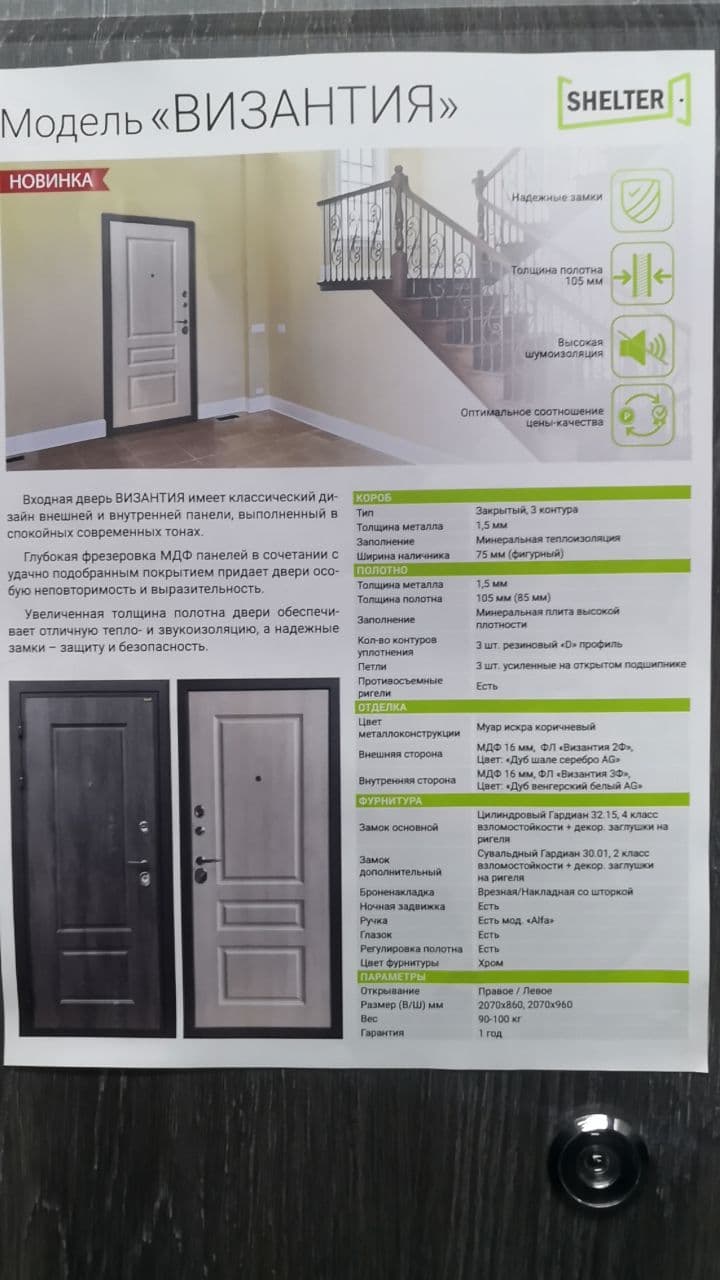 Модель «ВИЗАНТИЯ»
SHELTER
НОВИНКА
Надежные замки
Толщина полотна
105 мм
Высокая
шумоизоляция
Оптимальное соотношение
цены-качества
Входная дверь ВИЗАНТИЯ имеет классический ди-
зайн внешней и внутренней панели, выполненный в
спокойных современных тонах.
Глубокая фрезеровка МДФ панелей в сочетании с
удачно подобранным покрытием придает двери осо-
бую неповторимость и выразительность.
Увеличенная толщина полотна двери обеспечи-
вает отличную тепло- и звукоизоляцию, а надежные
замки – защиту и безопасность.
КОРОБ
Тип Закрытый, 3 контура
Толщина металла 1,5 мм
Заполнение Минеральная теплоизоляция
Ширина наличника 75 мм (фигурный)
ПОЛОТНО
Толщина металла 1,5 мм
Толщина полотна 105 мм (85 мм)
Заполнение Минеральная плита высокой
плотности
Кол-во контуров
уплотнения 3 шт. резиновый «D» профиль
Петли 3 шт. усиленные на открытом подшипнике
Противосъемные
ригели Есть
ОТДЕЛКА
Цвет
металлоконструкции Муар искра коричневый
Внешняя сторона МДФ 16 мм, ФЛ «Византия 2Ф»,
Цвет: «Дуб шале серебро AG»
Внутренняя сторона МДФ 16 мм, ФЛ «Византия 3Ф»,
Цвет: «Дуб венгерский белый AG»
ФУРНИТУРА
Замок основной Цилиндровый Гардиан 32.15, 4 класс
взломостойкости + декор. заглушки на
ригеля
Замок
дополнительный Сувальдный Гардиан 30.01, 2 класс
взломостойкости + декор. заглушки
на ригеля
Броненакладка Врезная/Накладная со шторкой
Ночная задвижка Есть
Ручка Есть мод. «Alfa»
Глазок Есть
Регулировка полотна Есть
Цвет фурнитуры Хром
ПАРАМЕТРЫ
Открывание Правое / Левое
Размер (В/Ш) мм 2070х860, 2070х960
Вес 90-100 кг
Гарантия 1 год